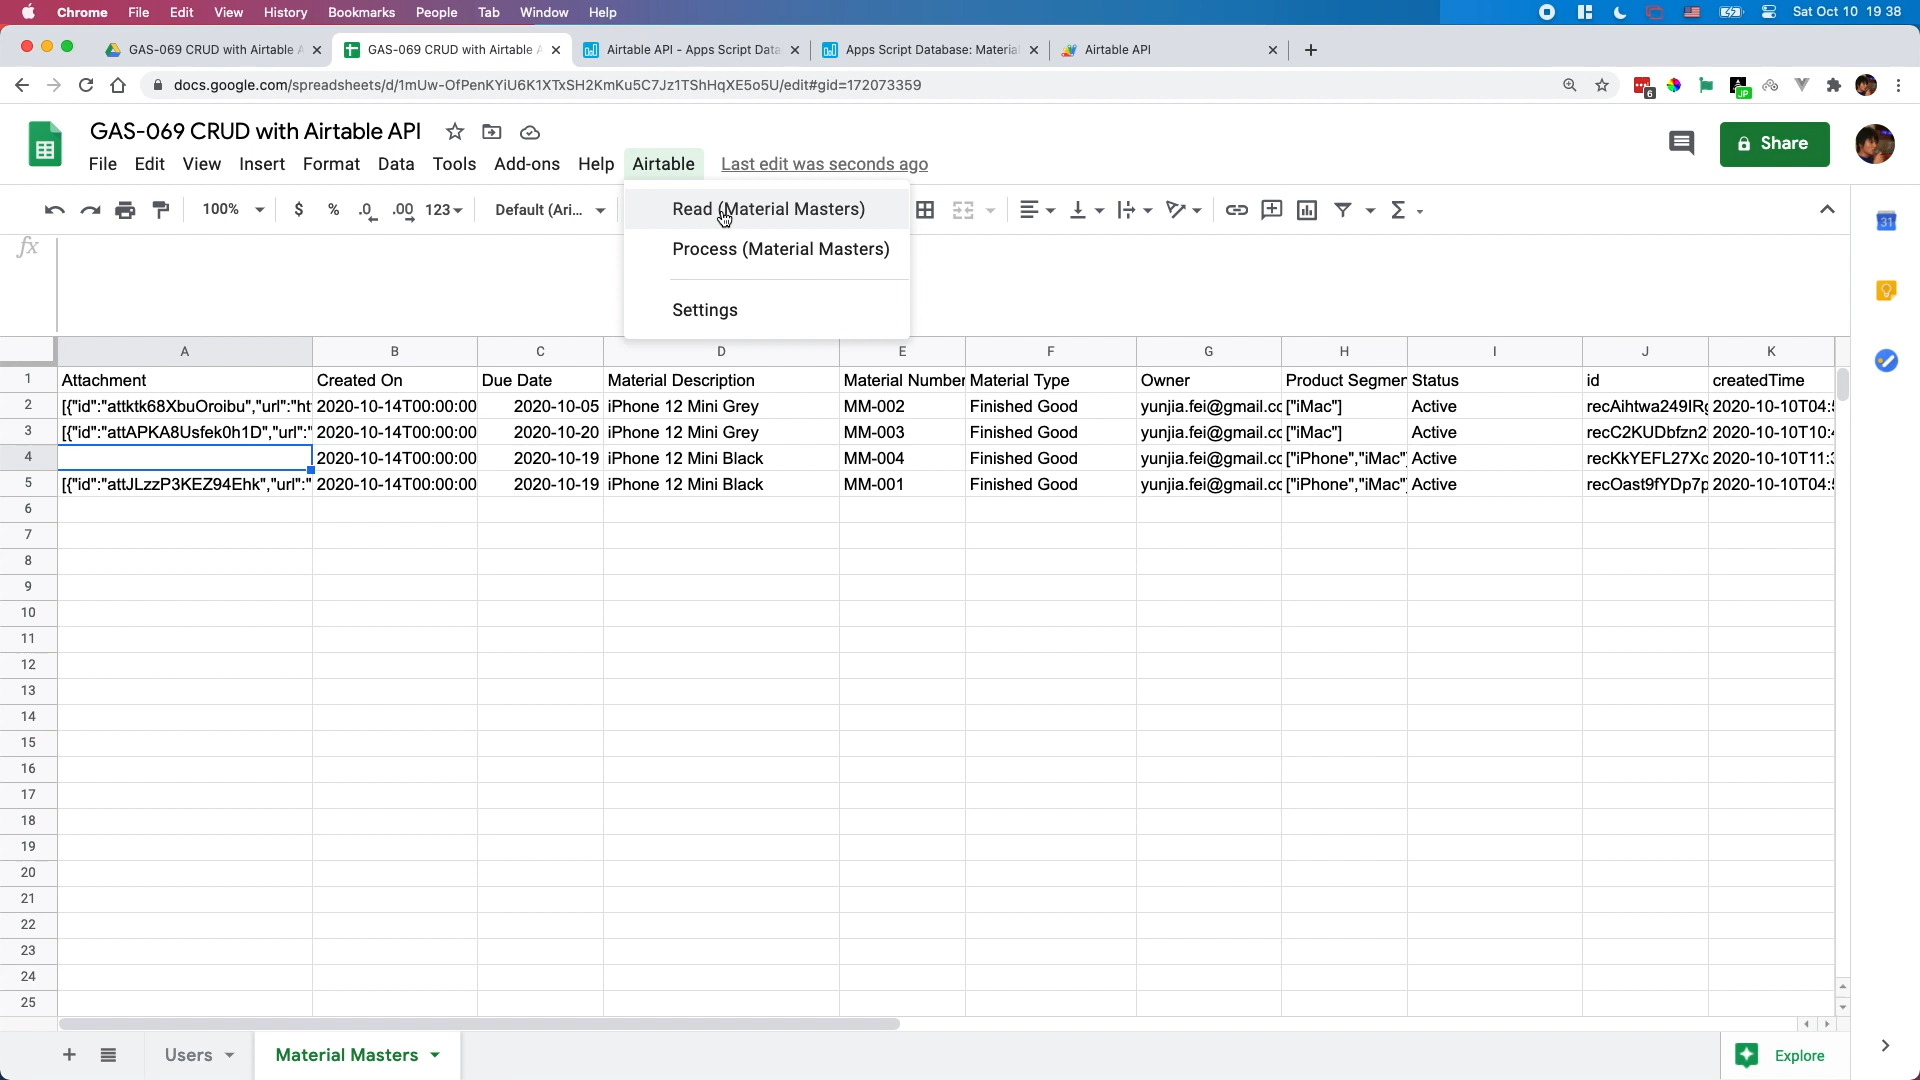 Chrome File Edit View History Bookmarks People Tab Window Help Sat Oct 10 19 38
GAS-069 CRUD with Airtable A GAS-069 CRUD with Airtable A Airtable API - Apps Script Data Apps Script Database: Material Airtable API
docs.google.com/spreadsheets/d/1mUw-OfPenKYiU6K1XTxSH2KmKu5C7Jz1TShHqXE5o5U/edit#gid=172073359 6 JP
GAS-069 CRUD with Airtable API
Share
File Edit View Insert Format Data Tools Add-ons Help Airtable Last edit was seconds ago
100% $ % .0 .00 123 Default (Ari... Σ
31
Read (Material Masters)
Process (Material Masters)
Settings
fx
A B C D E F G H I J K
1 Attachment Created On Due Date Material Description Material Number Material Type Owner Product Segmen Status id createdTime
2 [{"id":"attktk68XbuOroibu","url":"ht 2020-10-14T00:00:00 2020-10-05 iPhone 12 Mini Grey MM-002 Finished Good yunjia.fei@gmail.cc ["iMac"] Active recAihtwa249IR 2020-10-10T04:
3 [{"id":"attAPKA8Usfek0h1D","url":" 2020-10-14T00:00:00 2020-10-20 iPhone 12 Mini Grey MM-003 Finished Good yunjia.fei@gmail.cc ["iMac"] Active recC2KUDbfzn2 2020-10-10T10:
4 2020-10-14T00:00:00 2020-10-19 iPhone 12 Mini Black MM-004 Finished Good yunjia.fei@gmail.cc ["iPhone","iMac" Active recKkYEFL27Xc 2020-10-10T11:
5 [{"id":"attJLzzP3KEZ94Ehk","url":" 2020-10-14T00:00:00 2020-10-19 iPhone 12 Mini Black MM-001 Finished Good yunjia.fei@gmail.cc ["iPhone","iMac" Active recOast9fYDp7p 2020-10-10T04:
6
7
8
9
10
11
12
13
14
15
16
17
18
19
20
21
22
23
24
25
Users Material Masters Explore